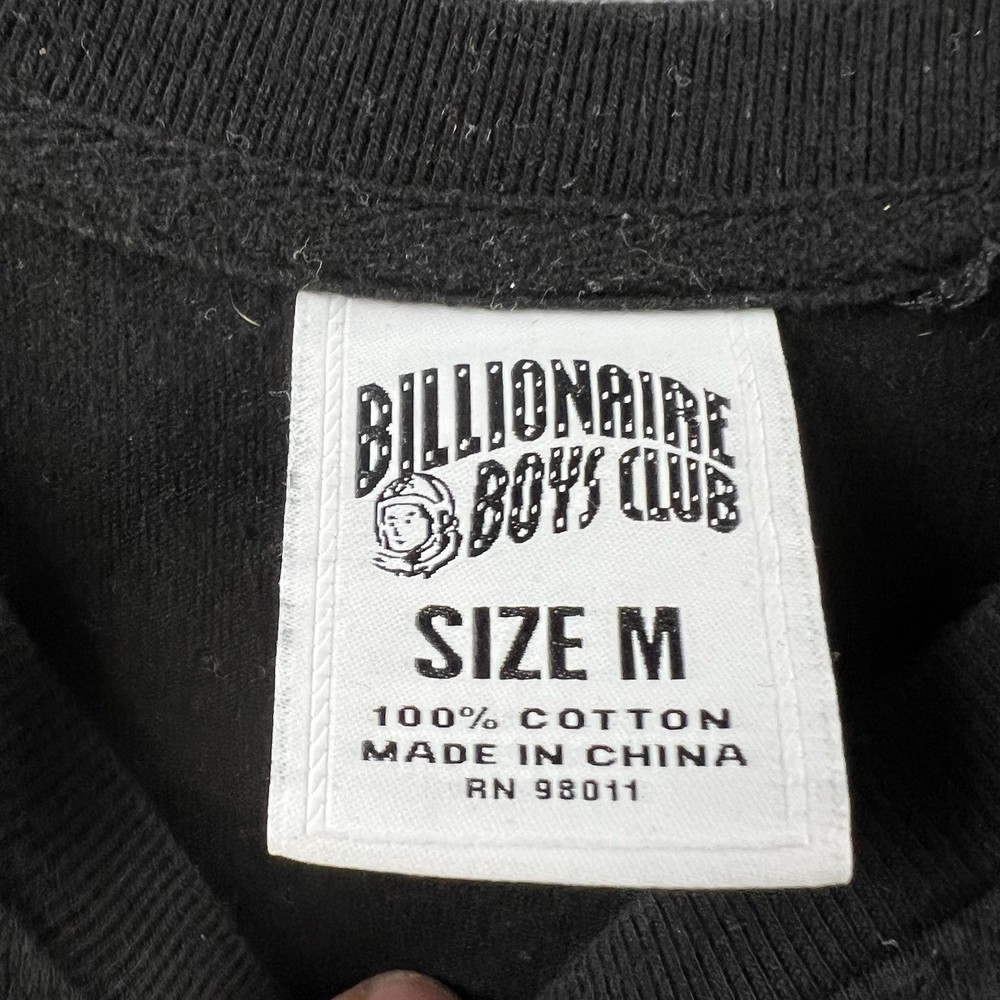 BILLIONAIRE
BOYS CLUB
SIZE M
100% COTTON
MADE IN CHINA
RN 98011